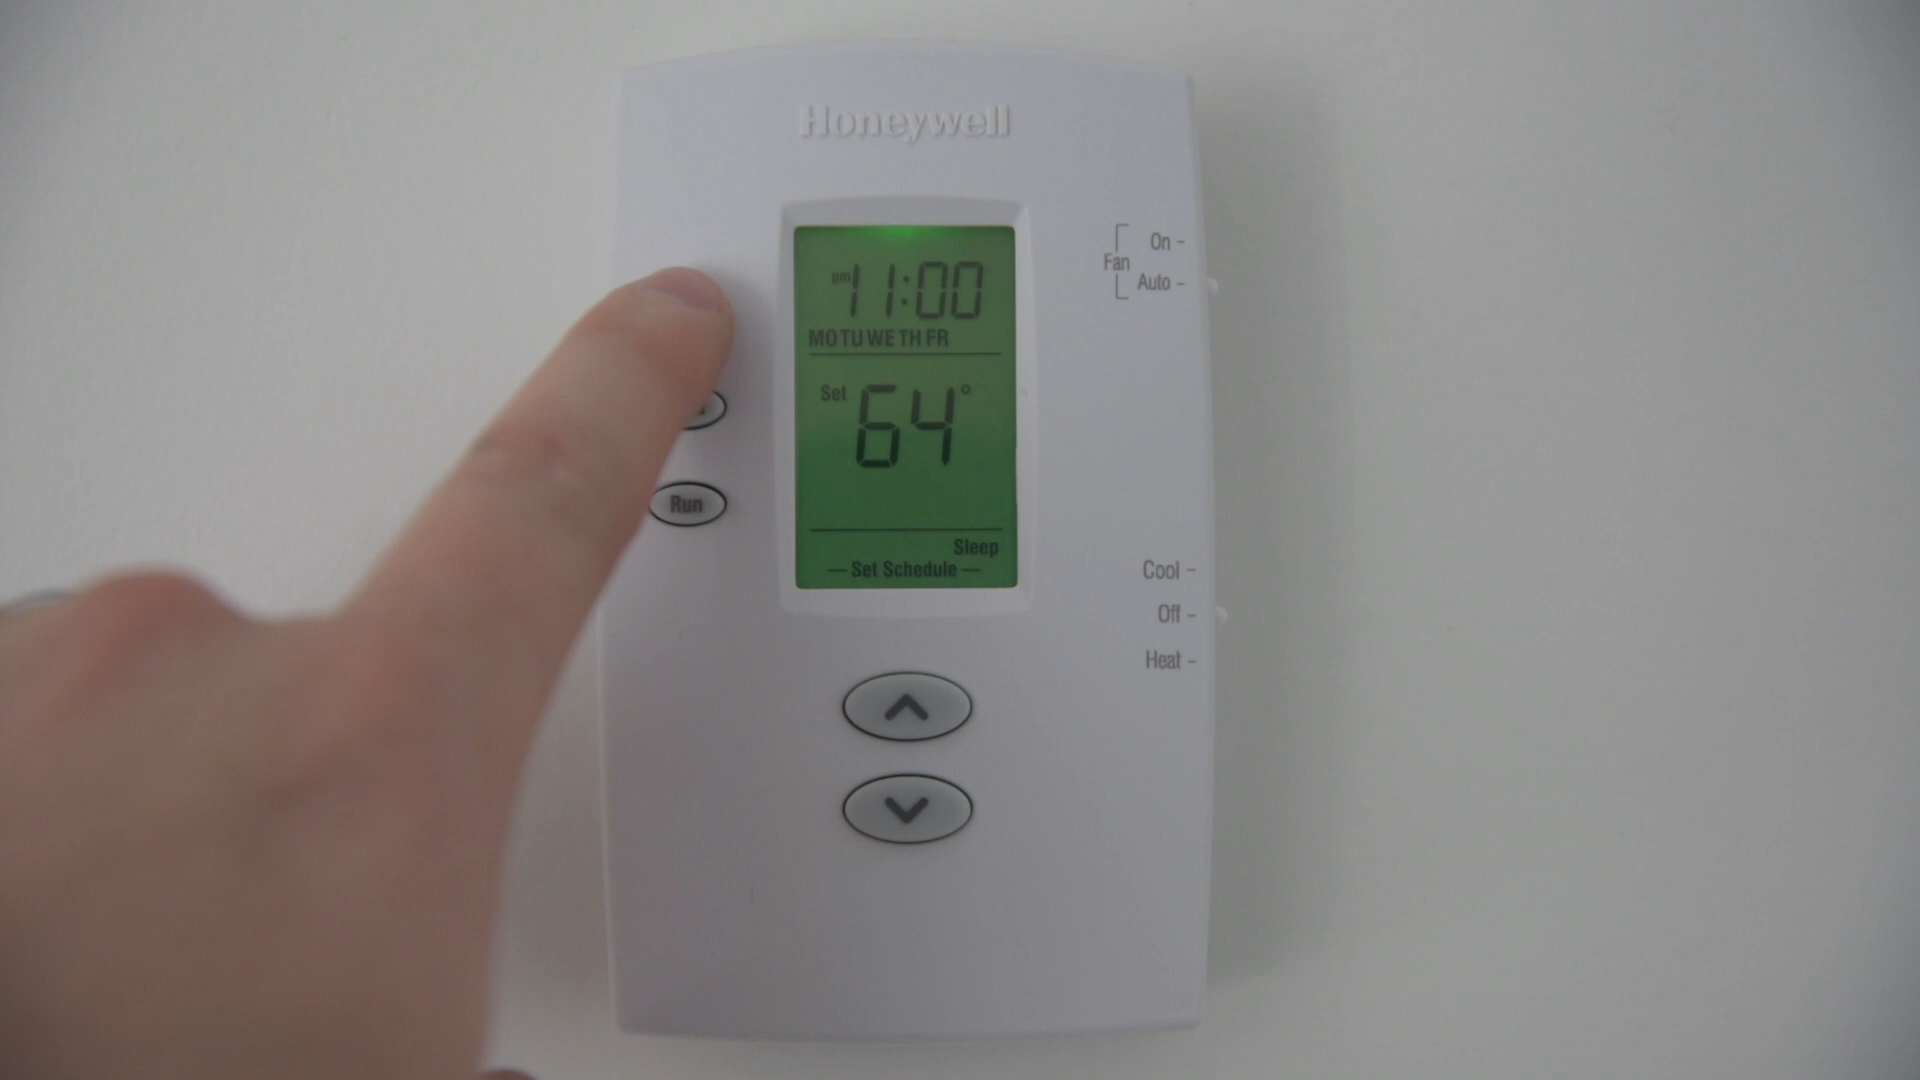 Honeywell
pm 11:00
MO TU WE TH FR
Set 64°
Sleep
Set Schedule
Run
Fan
On
Auto
Cool
Off
Heat